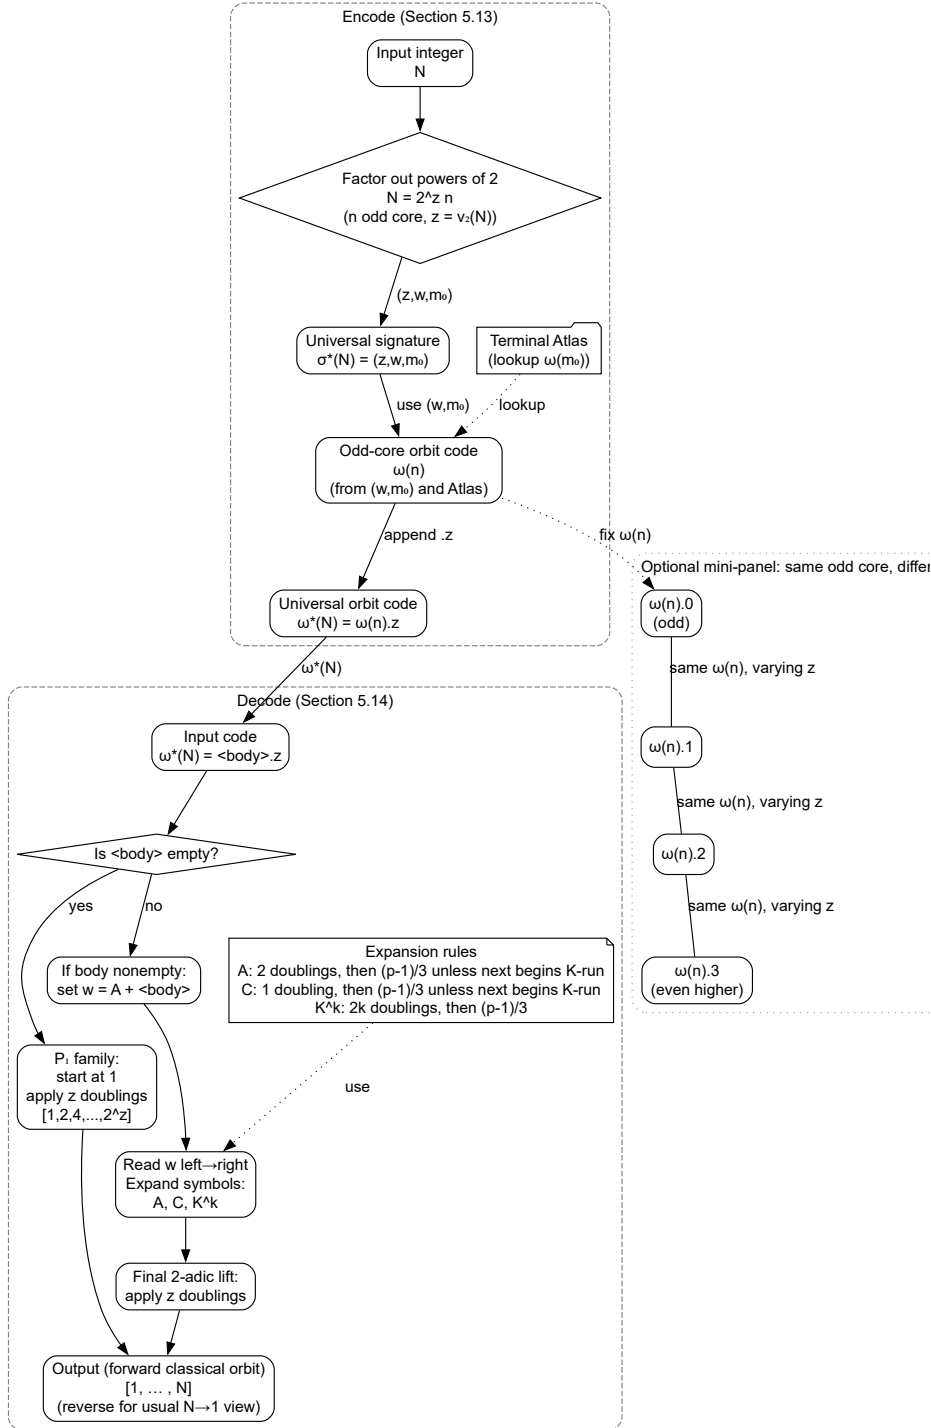 Encode (Section 5.13)
Input integer
N
Factor out powers of 2
N = 2^z n
(n odd core, z = v₂(N))
(z,w,m₀)
Universal signature
σ*(N) = (z,w,m₀)
Terminal Atlas
(lookup ω(m₀))
use (w,m₀)
lookup
Odd-core orbit code
ω(n)
(from (w,m₀) and Atlas)
append .z
fix ω(n)
Optional mini-panel: same odd core, differ
Universal orbit code
ω*(N) = ω(n).z
ω(n).0
(odd)
same ω(n), varying z
ω(n).1
same ω(n), varying z
ω(n).2
same ω(n), varying z
ω(n).3
(even higher)
ω*(N)
Decode (Section 5.14)
Input code
ω*(N) = <body>.z
Is <body> empty?
yes
no
If body nonempty:
set w = A + <body>
Expansion rules
A: 2 doublings, then (p-1)/3 unless next begins K-run
C: 1 doubling, then (p-1)/3 unless next begins K-run
K^k: 2k doublings, then (p-1)/3
P₁ family:
start at 1
apply z doublings
[1,2,4,...,2^z]
use
Read w left→right
Expand symbols:
A, C, K^k
Final 2-adic lift:
apply z doublings
Output (forward classical orbit)
[1, … , N]
(reverse for usual N→1 view)